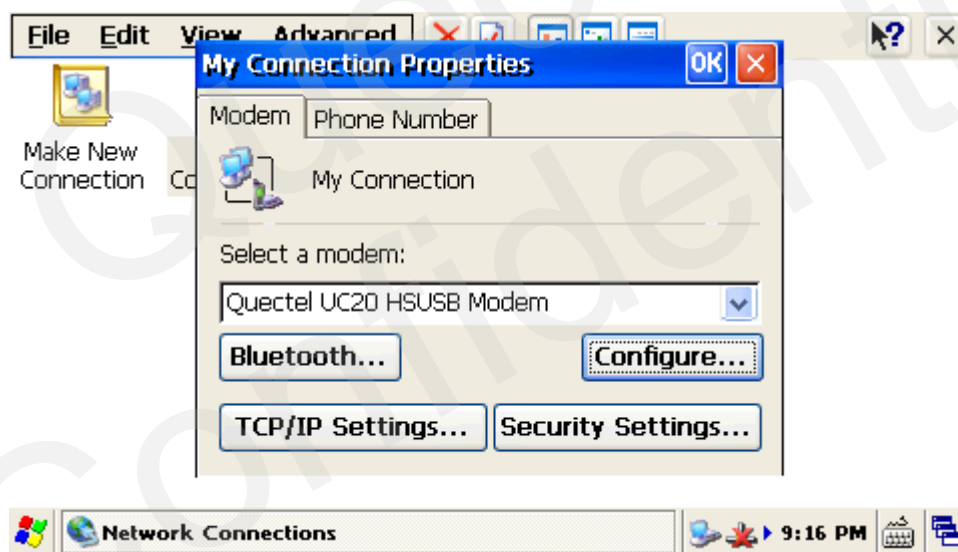 File Edit View Advanced
My Connection Properties OK
Modem Phone Number
Make New
Connection
Co
My Connection
Select a modem:
Quectel UC20 HSUSB Modem
Bluetooth... Configure...
TCP/IP Settings... Security Settings...
Network Connections 9:16 PM